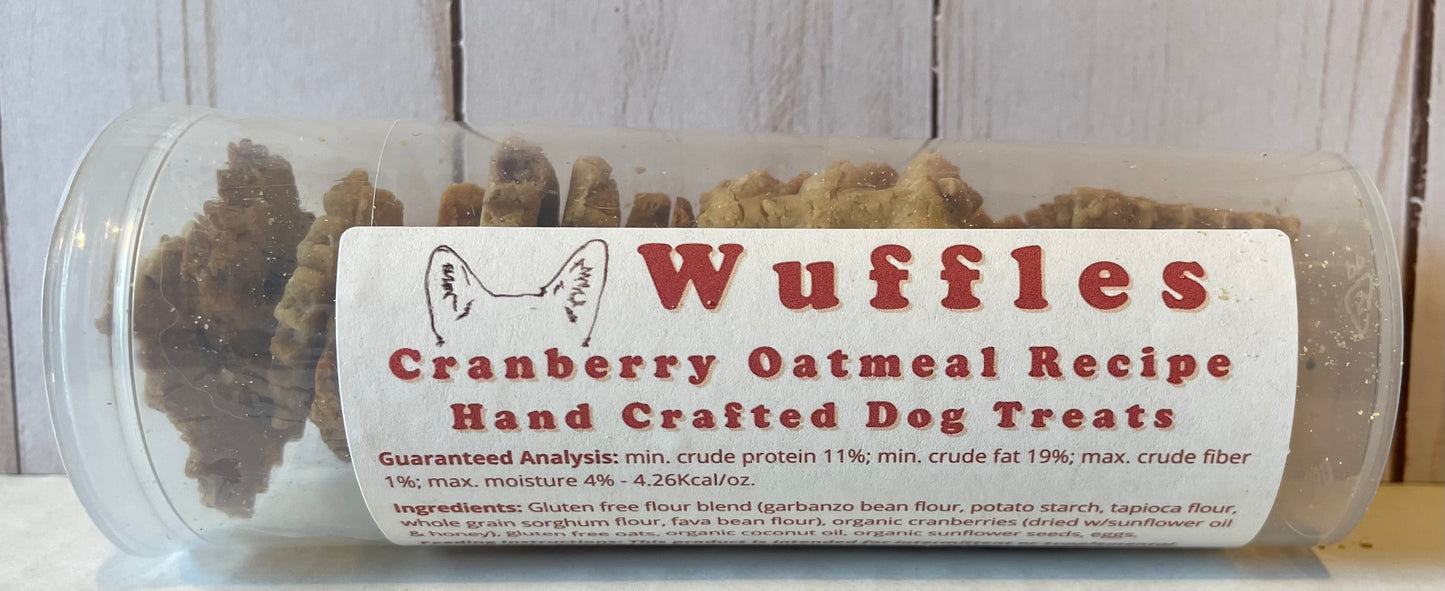 Wuffles
Cranberry Oatmeal Recipe
Hand Crafted Dog Treats
Guaranteed Analysis: min. crude protein 11%; min. crude fat 19%; max. crude fiber
1%; max. moisture 4% - 4.26Kcal/oz.
Ingredients: Gluten free flour blend (garbanzo bean flour, potato starch, tapioca flour,
whole grain sorghum flour, fava bean flour), organic cranberries (dried w/sunflower oil
& honey), gluten free oats, organic coconut oil, organic sunflower seeds, eggs.